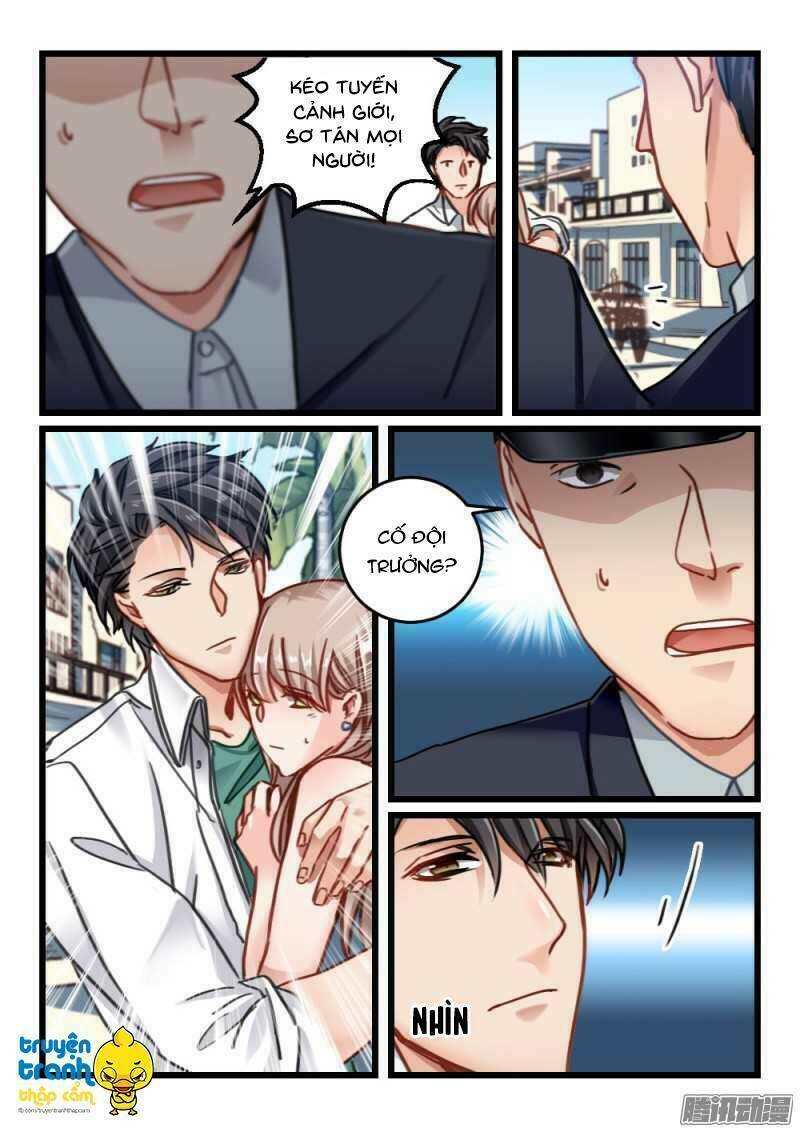 KÉO TUYẾN
CẢNH GIỚI,
SƠ TÁN MỌI
NGƯỜI!
CỐ ĐỘI
TRƯỞNG?
NHÌN
truyện
tranh
thập cẩm
fb.com/truyentranhthapcam
腾讯动漫